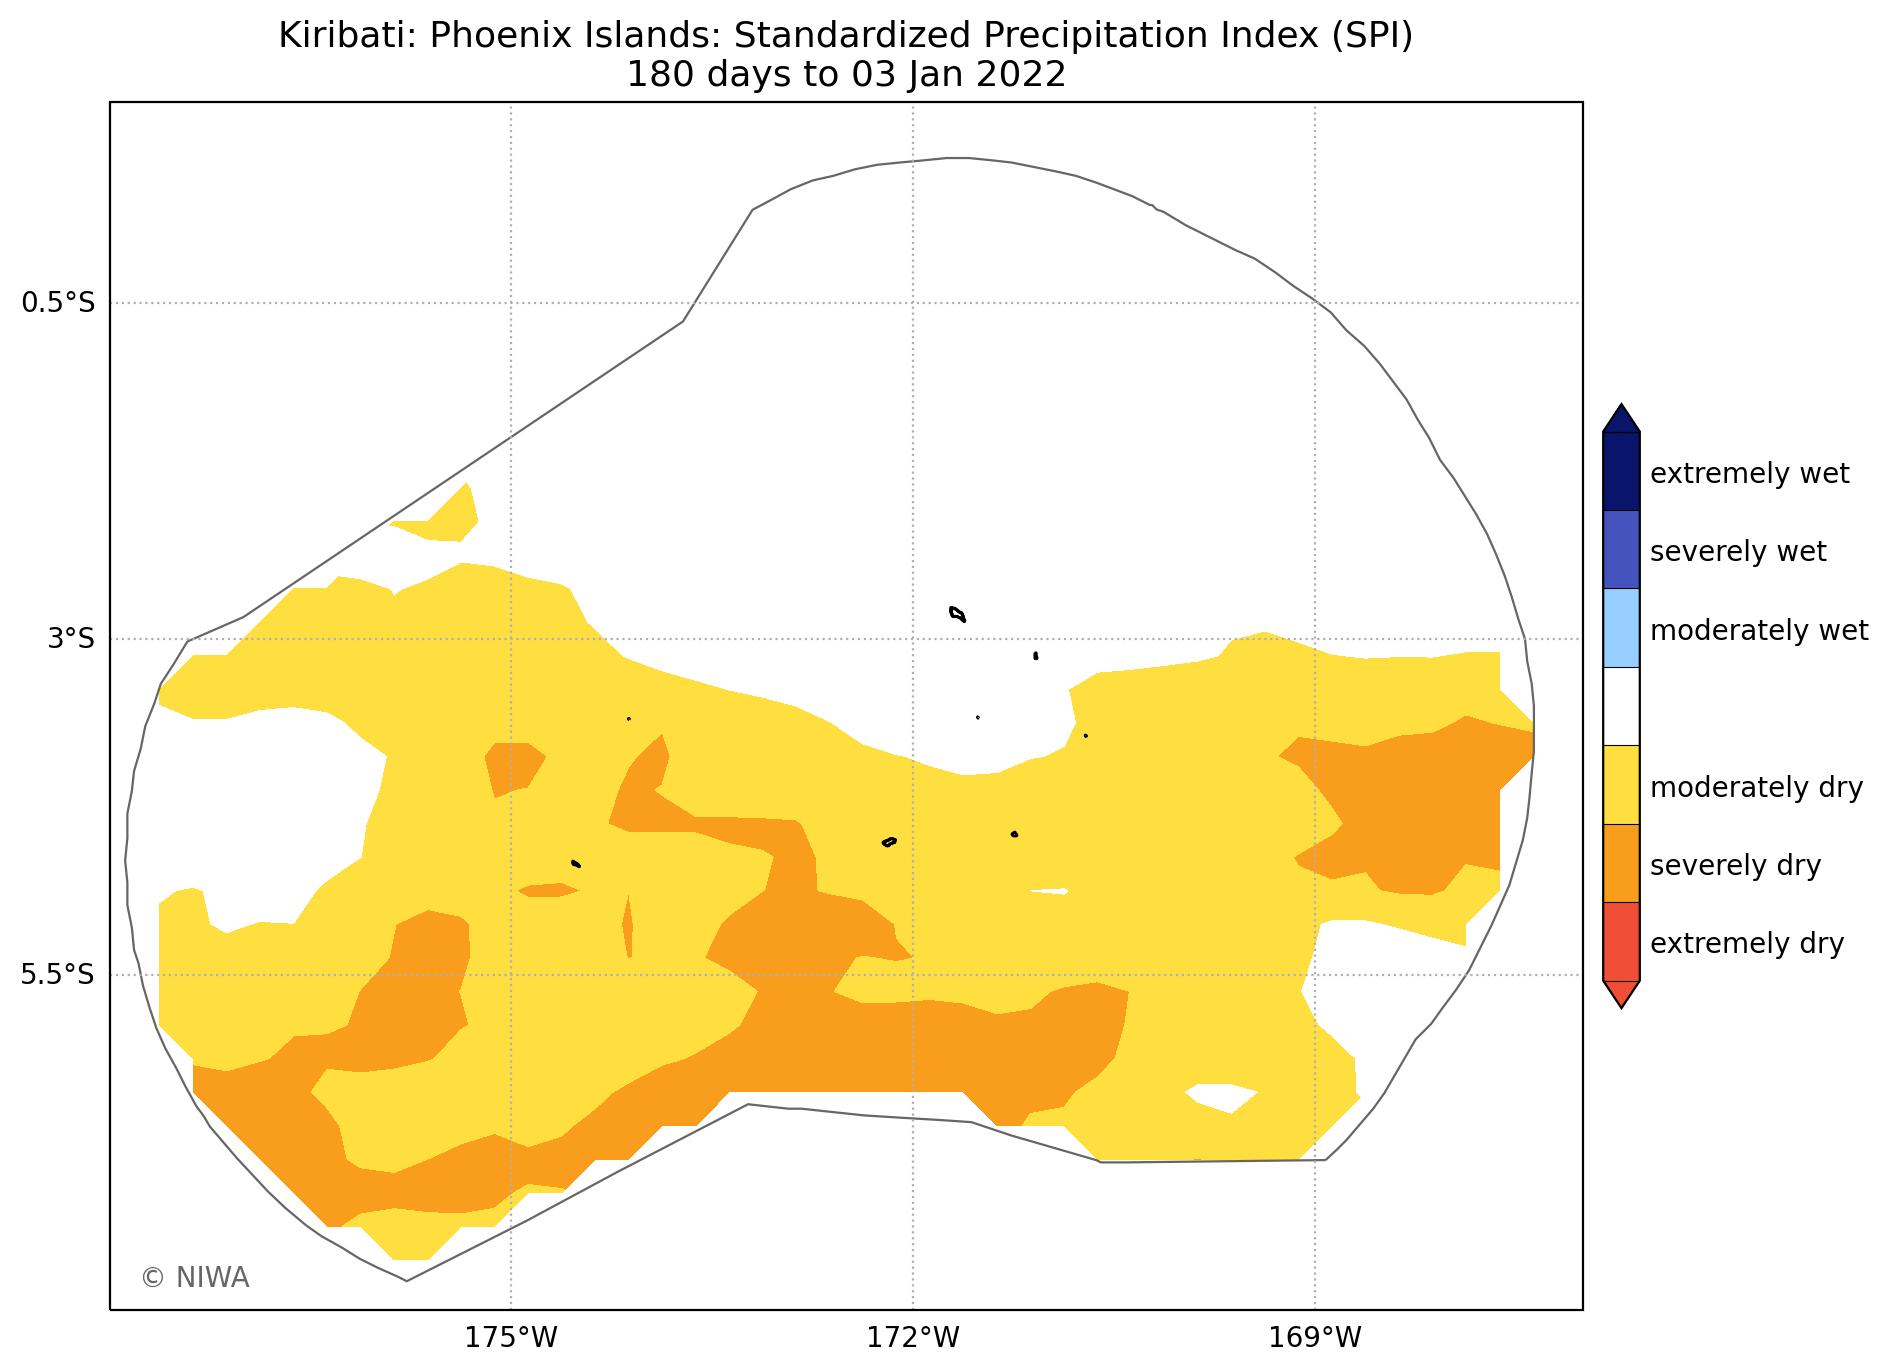 Kiribati: Phoenix Islands: Standardized Precipitation Index (SPI)
180 days to 03 Jan 2022
0.5°S
3°S
5.5°S
175°W
172°W
169°W
extremely wet
severely wet
moderately wet
moderately dry
severely dry
extremely dry
© NIWA